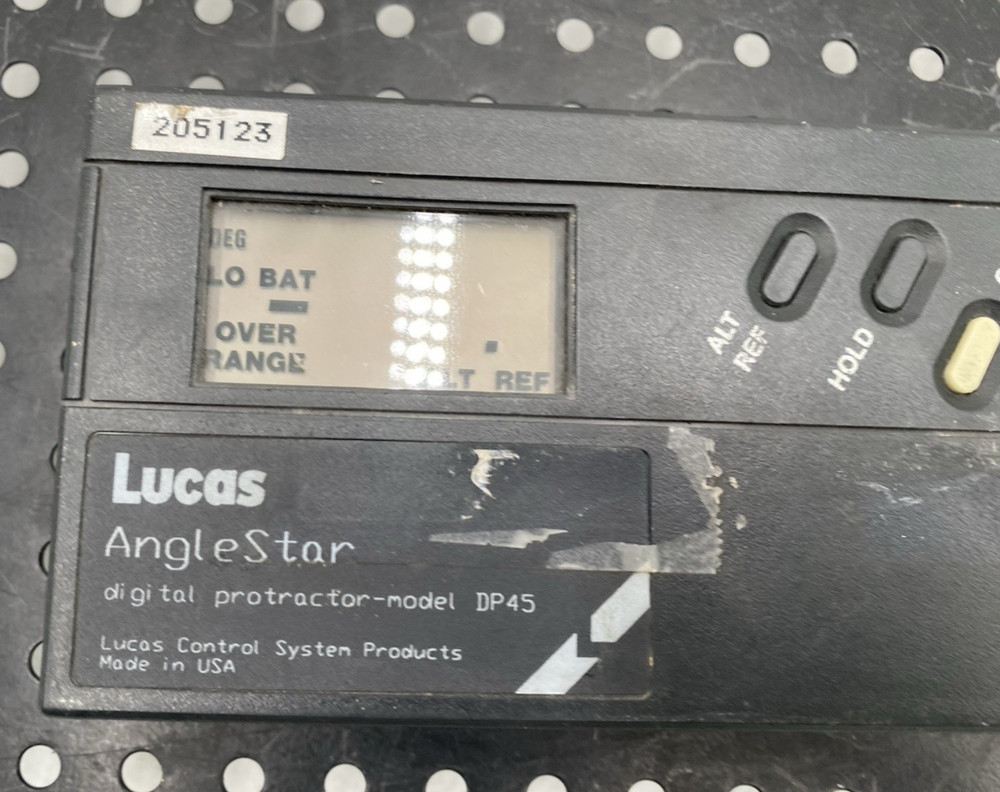 205123
DEG
LO BAT
OVER
RANGE
LT REF
ALT
REF
HOLD
Lucas
AngleStar
digital protractor-model DP45
Lucas Control System Products
Made in USA